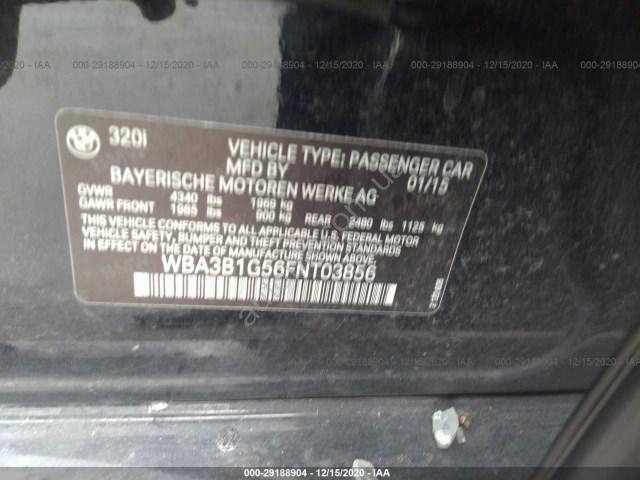 000-29188904 - 12/15/2020 - IAA 000-29188904 - 12/15/2020 - IAA 000-29188904 - 12/15/2020 - IAA
320i VEHICLE TYPE: PASSENGER CAR
MFD BY 01/15
BAYERISCHE MOTOREN WERKE AG
GVWR 4340 lbs 1969 kg
GAWR FRONT 1985 lbs 900 kg REAR 2480 lbs 1125 kg
THIS VEHICLE CONFORMS TO ALL APPLICABLE U.S. FEDERAL MOTOR
VEHICLE SAFETY, BUMPER, AND THEFT PREVENTION STANDARDS
IN EFFECT ON THE DATE OF MANUFACTURE SHOWN ABOVE.
WBA3B1G56FNT03856
000-29188904 - 12/15/2020 - IAA